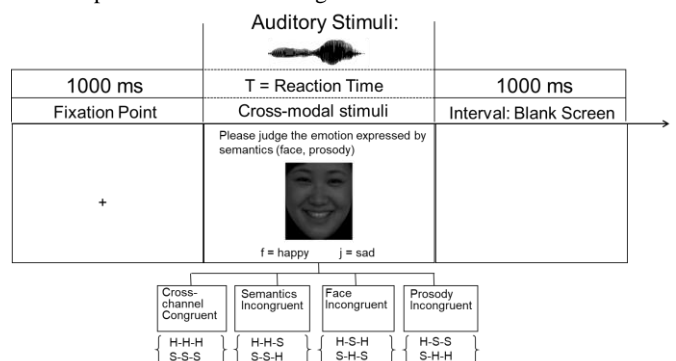 Auditory Stimuli:
1000 ms
T = Reaction Time
1000 ms
Fixation Point
Cross-modal stimuli
Interval: Blank Screen
Please judge the emotion expressed by
semantics (face, prosody)
+
f = happy j = sad
Cross-
channel
Congruent
Semantics
Incongruent
Face
Incongruent
Prosody
Incongruent
H-H-H
S-S-S
H-H-S
S-S-H
H-S-H
S-H-S
H-S-S
S-H-H